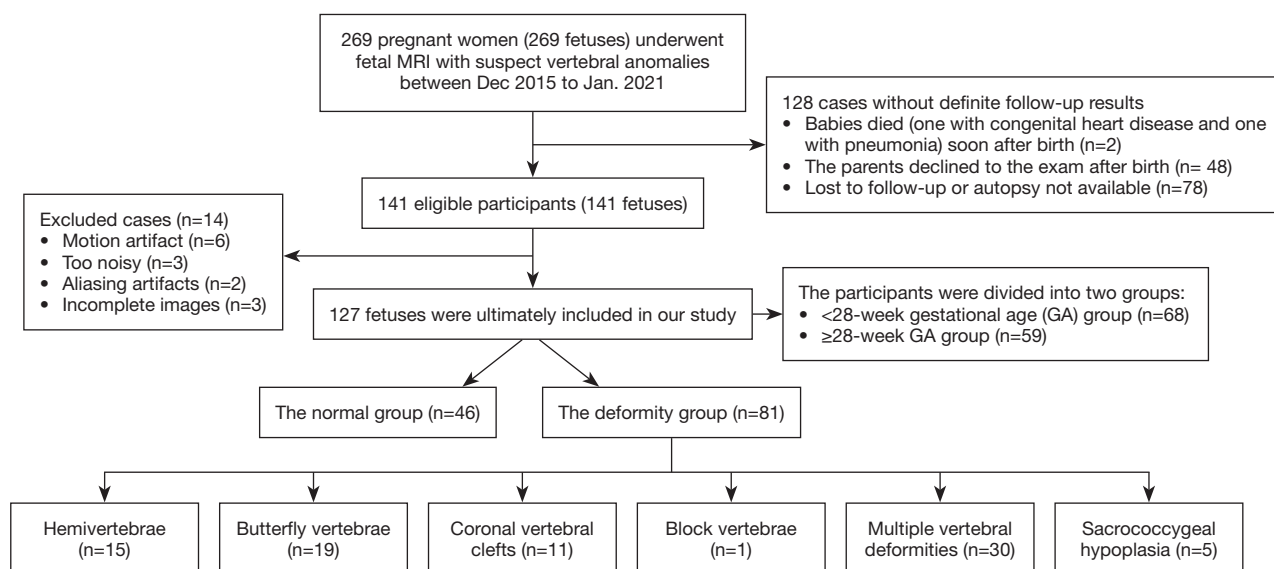 269 pregnant women (269 fetuses) underwent
fetal MRI with suspect vertebral anomalies
between Dec 2015 to Jan. 2021
128 cases without definite follow-up results
• Babies died (one with congenital heart disease and one
with pneumonia) soon after birth (n=2)
• The parents declined to the exam after birth (n= 48)
• Lost to follow-up or autopsy not available (n=78)
141 eligible participants (141 fetuses)
Excluded cases (n=14)
• Motion artifact (n=6)
• Too noisy (n=3)
• Aliasing artifacts (n=2)
• Incomplete images (n=3)
127 fetuses were ultimately included in our study
The participants were divided into two groups:
• <28-week gestational age (GA) group (n=68)
• ≥28-week GA group (n=59)
The normal group (n=46)
The deformity group (n=81)
Hemivertebrae
(n=15)
Butterfly vertebrae
(n=19)
Coronal vertebral
clefts (n=11)
Block vertebrae
(n=1)
Multiple vertebral
deformities (n=30)
Sacrococcygeal
hypoplasia (n=5)